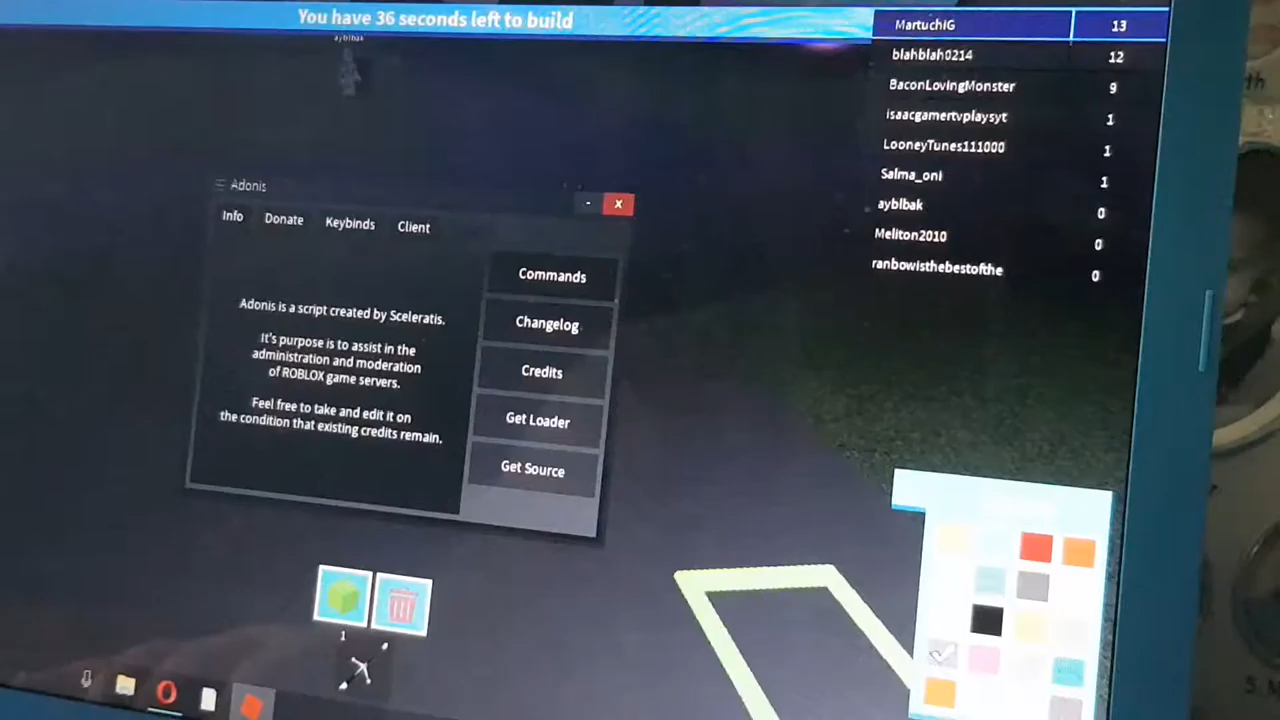 You have 36 seconds left to build
ayblbak
MartuchiG 13
blahblah0214 12
BaconLovingMonster 9
isaacgamertvplaysyt 1
LooneyTunes111000 1
Salma_oni 1
ayblbak 0
Meliton2010 0
ranbowisthebestofthe 0
Adonis
- X
Info Donate Keybinds Client
Adonis is a script created by Sceleratis.
It's purpose is to assist in the
administration and moderation
of ROBLOX game servers.
Feel free to take and edit it on
the condition that existing credits remain.
Commands
Changelog
Credits
Get Loader
Get Source
1